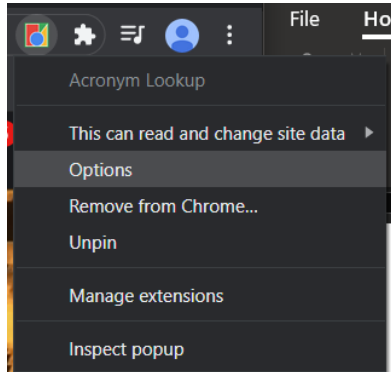 File Ho
Acronym Lookup
This can read and change site data
Options
Remove from Chrome...
Unpin
Manage extensions
Inspect popup